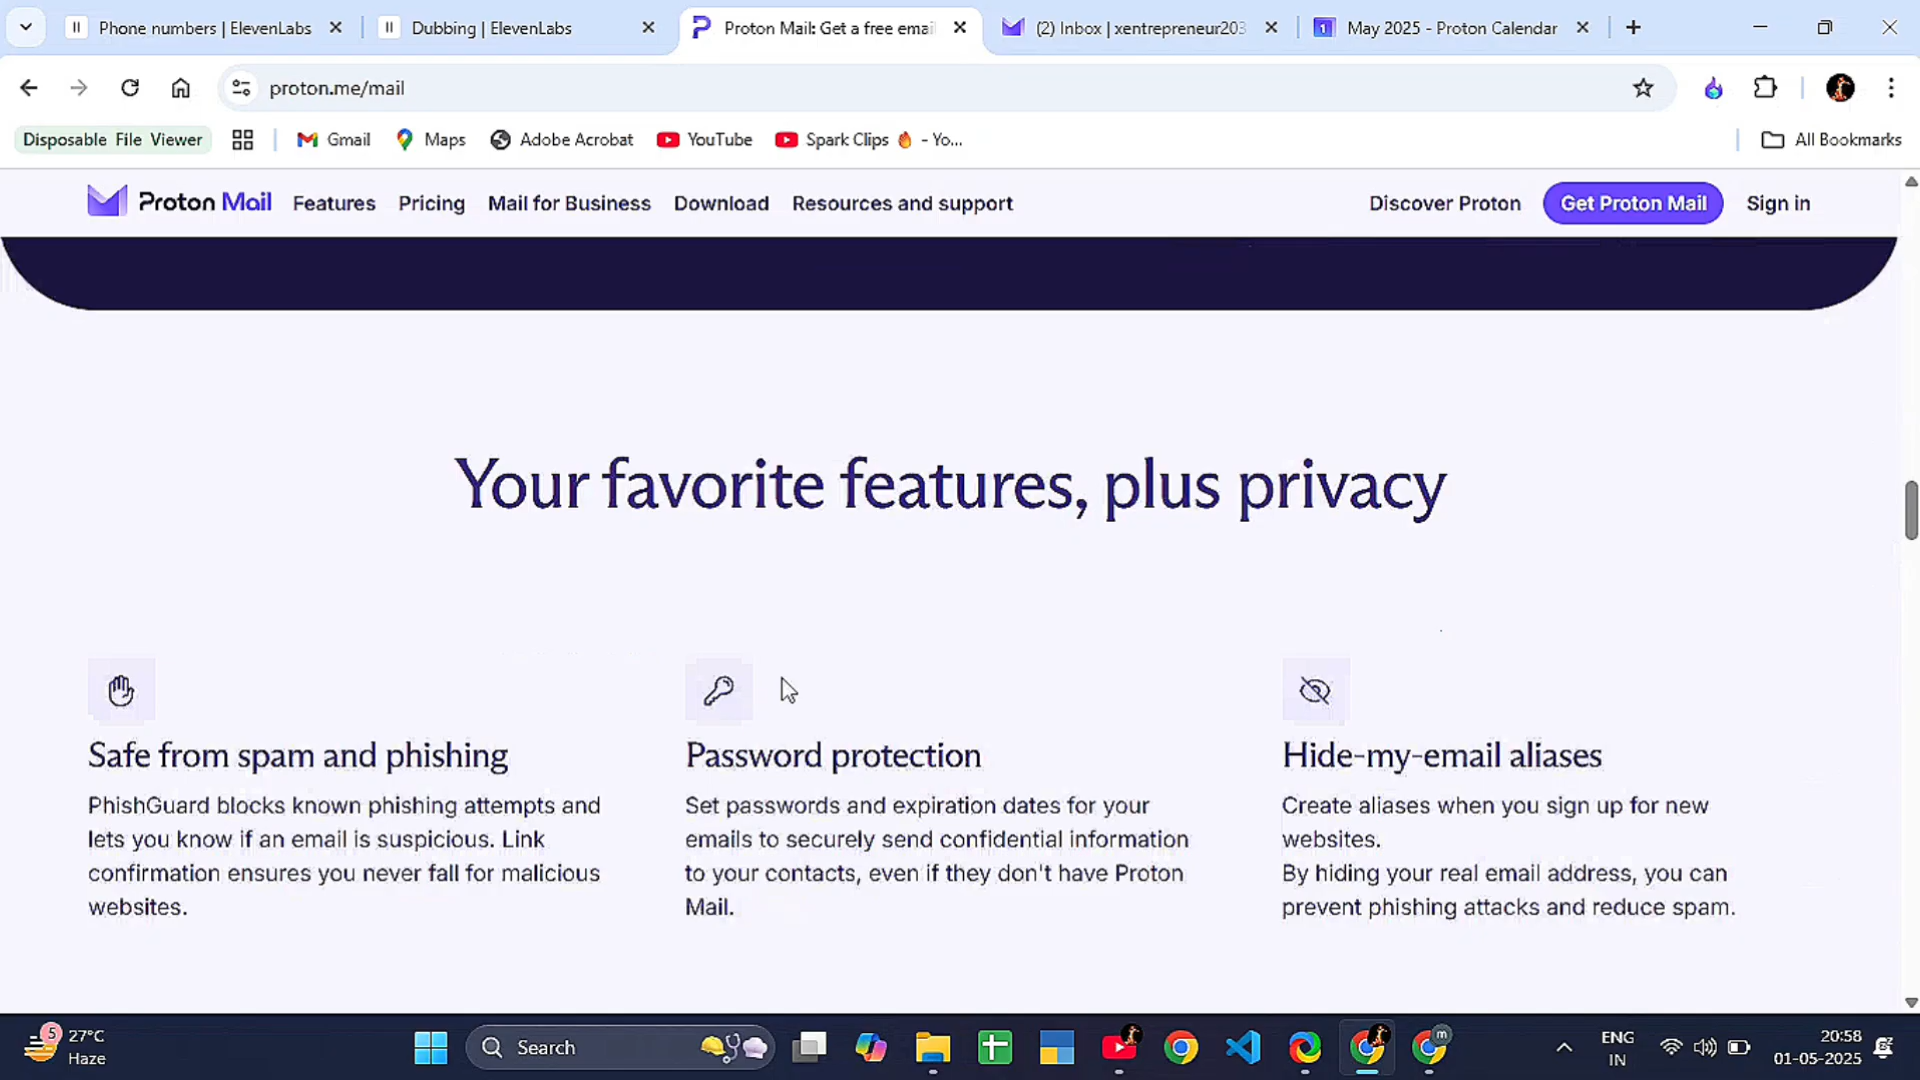 Phone numbers | ElevenLabs
Dubbing | ElevenLabs
Proton Mail: Get a free emai
(2) Inbox | xentrepreneur203
1
May 2025 - Proton Calendar
proton.me/mail
Disposable File Viewer
Gmail
Maps
Adobe Acrobat
YouTube
Spark Clips 🔥 - Yo...
All Bookmarks
Proton Mail
Features
Pricing
Mail for Business
Download
Resources and support
Discover Proton
Get Proton Mail
Sign in
Your favorite features, plus privacy
Safe from spam and phishing
PhishGuard blocks known phishing attempts and
lets you know if an email is suspicious. Link
confirmation ensures you never fall for malicious
websites.
Password protection
Set passwords and expiration dates for your
emails to securely send confidential information
to your contacts, even if they don't have Proton
Mail.
Hide-my-email aliases
Create aliases when you sign up for new
websites.
By hiding your real email address, you can
prevent phishing attacks and reduce spam.
5
27°C
Haze
Search
m
ENG
IN
20:58
01-05-2025